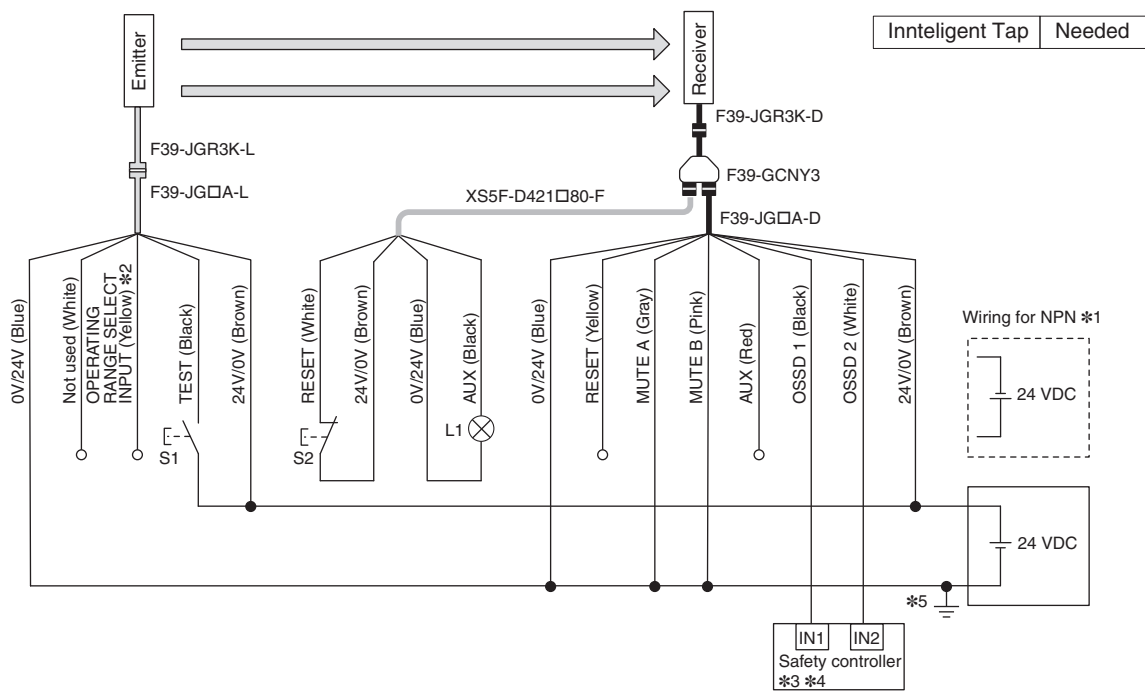 Emitter
Receiver
Innteligent Tap Needed
F39-JGR3K-L
F39-JG□A-L
F39-JGR3K-D
F39-GCNY3
XS5F-D421□80-F
F39-JG□A-D
0V/24V (Blue)
Not used (White)
OPERATING
RANGE SELECT
INPUT (Yellow) ✻2
TEST (Black)
24V/0V (Brown)
RESET (White)
24V/0V (Brown)
0V/24V (Blue)
AUX (Black)
0V/24V (Blue)
RESET (Yellow)
MUTE A (Gray)
MUTE B (Pink)
AUX (Red)
OSSD 1 (Black)
OSSD 2 (White)
24V/0V (Brown)
Wiring for NPN ✻1
24 VDC
S1
S2
L1
24 VDC
✻5
IN1
IN2
Safety controller
✻3 ✻4